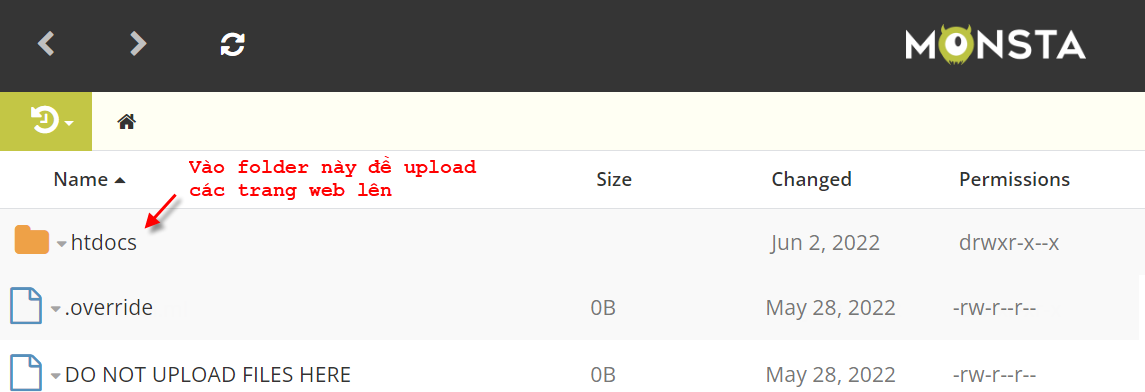 MONSTA
Vào folder này đề upload
các trang web lên
Name Size Changed Permissions
htdocs Jun 2, 2022 drwxr-x--x
.override 0B May 28, 2022 -rw-r--r--
DO NOT UPLOAD FILES HERE 0B May 28, 2022 -rw-r--r--